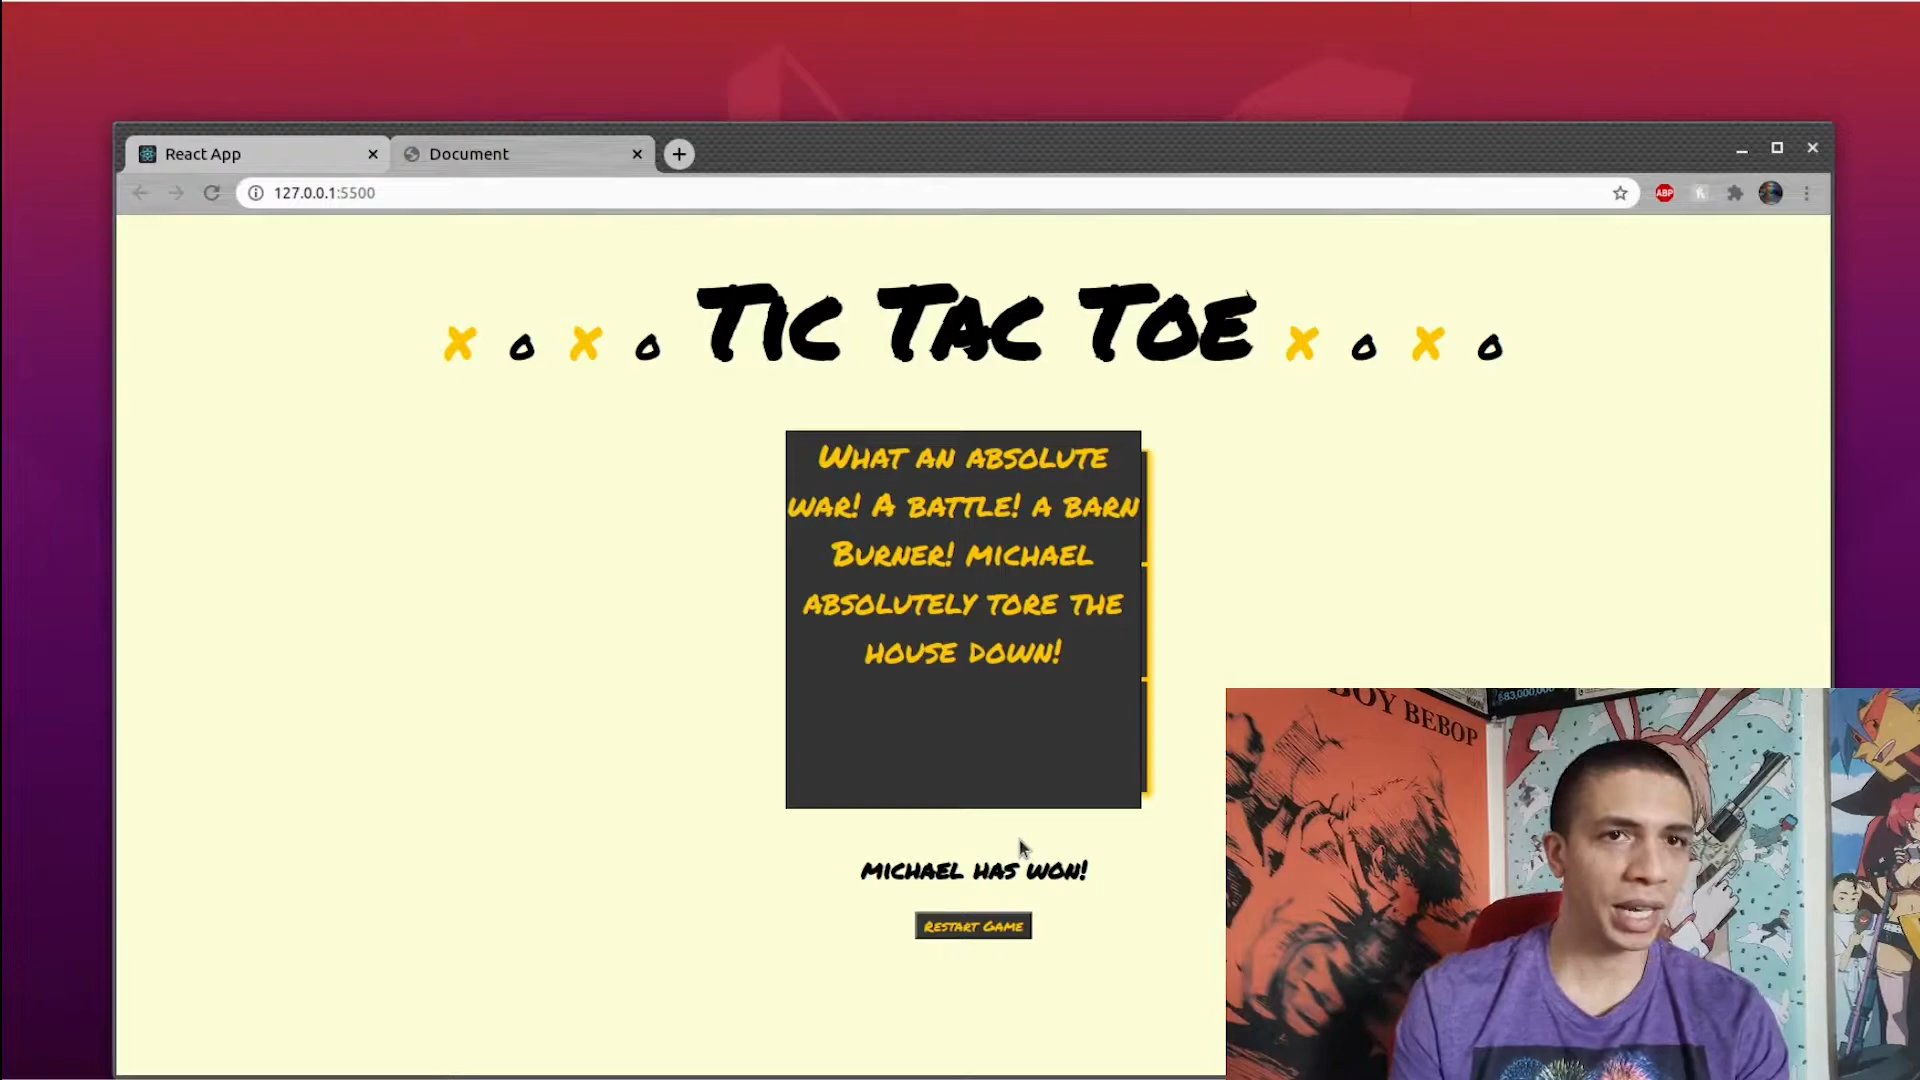 React App
Document
127.0.0.1:5500
ABP
x o x o Tic Tac Toe x o x o
What an absolute
war! A battle! a barn
Burner! michael
absolutely tore the
house down!
michael has won!
Restart Game
BOY BEBOP